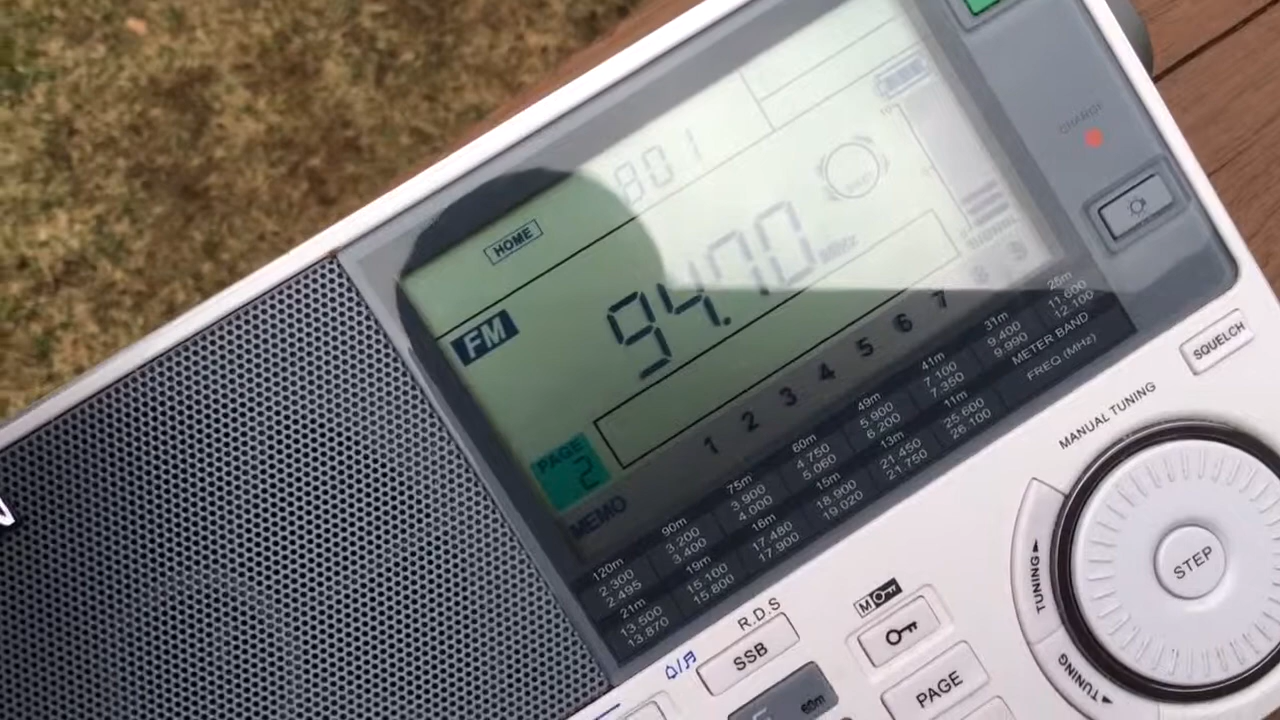 CHARGE
801
HOME
FM
94.70 MHz
PAGE
2
1 2 3 4 5 6 7 8 9
MEMO
120m 90m 75m 60m 49m 41m 31m 25m
2.300 3.200 3.900 4.750 5.900 7.100 9.400 11.600
2.495 3.400 4.000 5.060 6.200 7.350 9.990 12.100
21m 19m 18m 15m 13m 11m METER BAND
13.500 15.100 17.480 18.900 21.450 25.600 FREQ (MHz)
13.870 15.800 17.900 19.020 21.750 26.100
SQUELCH
MANUAL TUNING
STEP
TUNING
TUNING
R.D.S
SSB
M
PAGE
60m